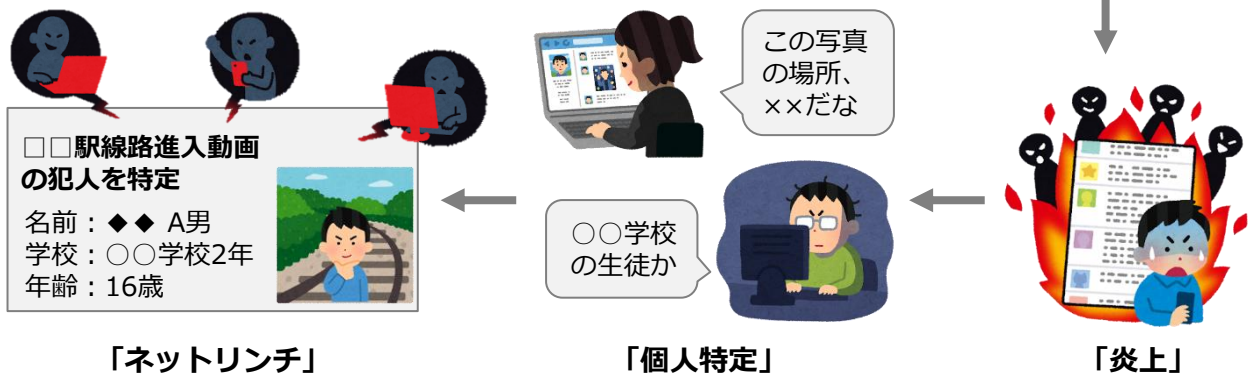 この写真
の場所、
××だな
□□駅線路進入動画
の犯人を特定
名前：◆◆ A男
学校：○○学校2年
年齢：16歳
○○学校
の生徒か
「ネットリンチ」
「個人特定」
「炎上」